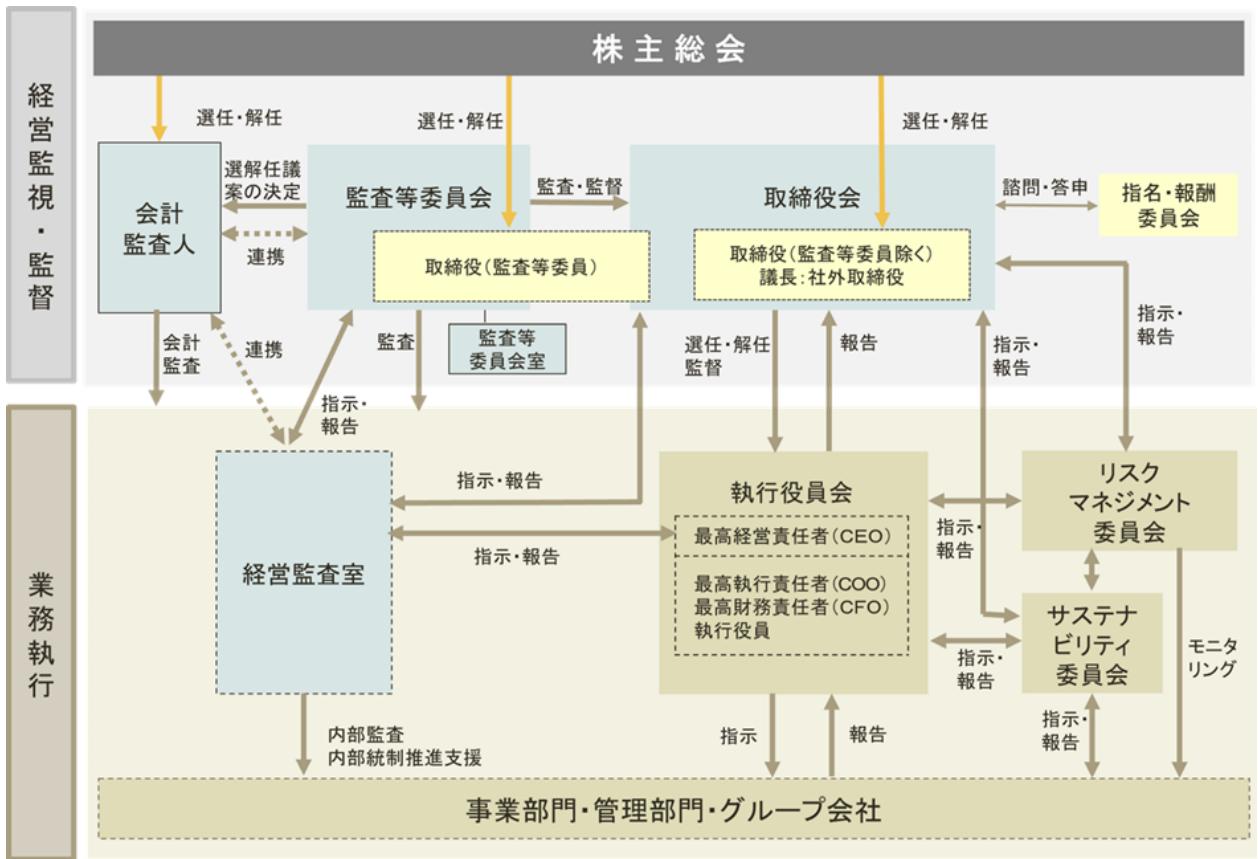 株主総会
経営監視・監督
選任・解任
選任・解任
選任・解任
会計
監査人
選解任議
案の決定
連携
監査等委員会
取締役(監査等委員)
監査・監督
取締役会
取締役(監査等委員除く)
議長:社外取締役
諮問・答申
指名・報酬
委員会
会計
監査
連携
指示・
報告
監査
監査等
委員会室
選任・解任
監督
報告
指示・
報告
指示・
報告
業務執行
経営監査室
指示・報告
指示・報告
執行役員会
最高経営責任者(CEO)
最高執行責任者(COO)
最高財務責任者(CFO)
執行役員
指示・
報告
リスク
マネジメント
委員会
指示・
報告
サステナ
ビリティ
委員会
モニタ
リング
内部監査
内部統制推進支援
指示
報告
指示・
報告
事業部門・管理部門・グループ会社